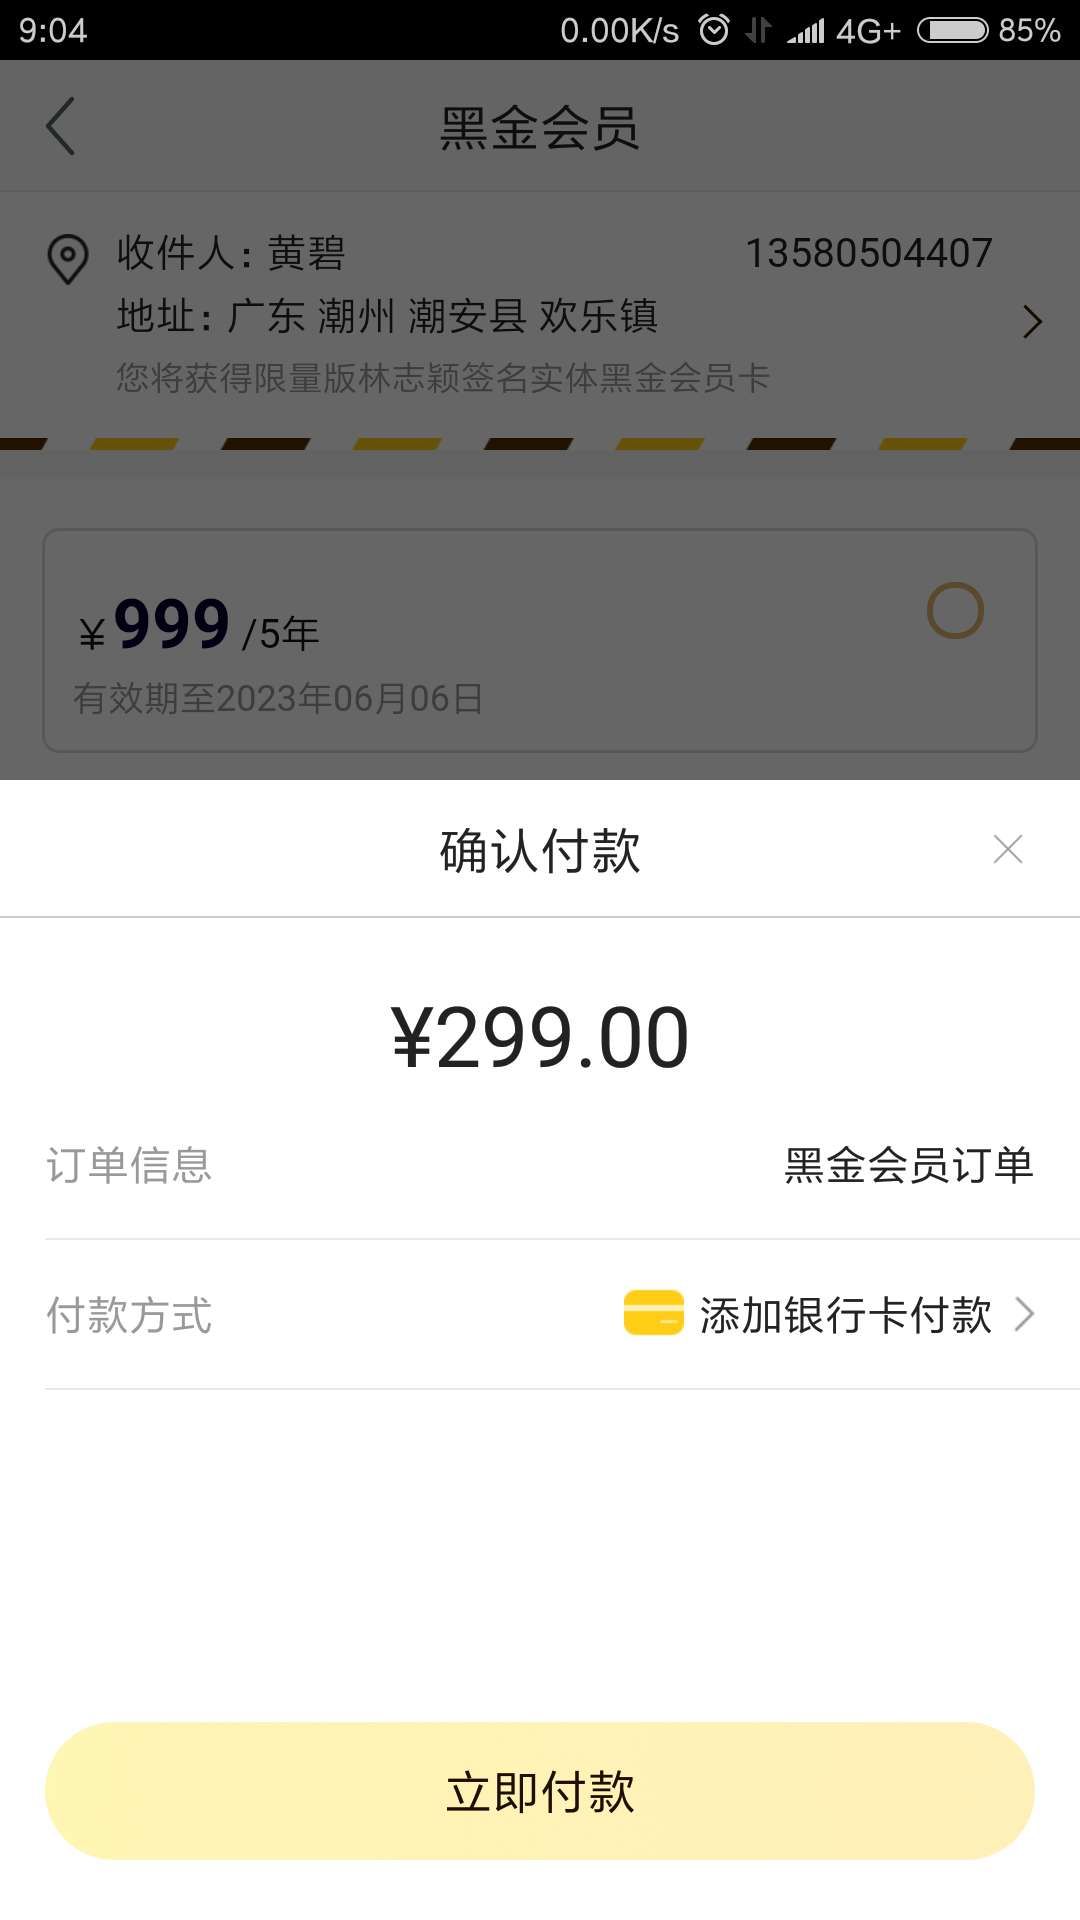 9:04 0.00K/s 4G+ 85%
黑金会员
收件人：黄碧 13580504407
地址：广东 潮州 潮安县 欢乐镇
您将获得限量版林志颖签名实体黑金会员卡
¥999/5年
有效期至2023年06月06日
确认付款
¥299.00
订单信息 黑金会员订单
付款方式 添加银行卡付款
立即付款